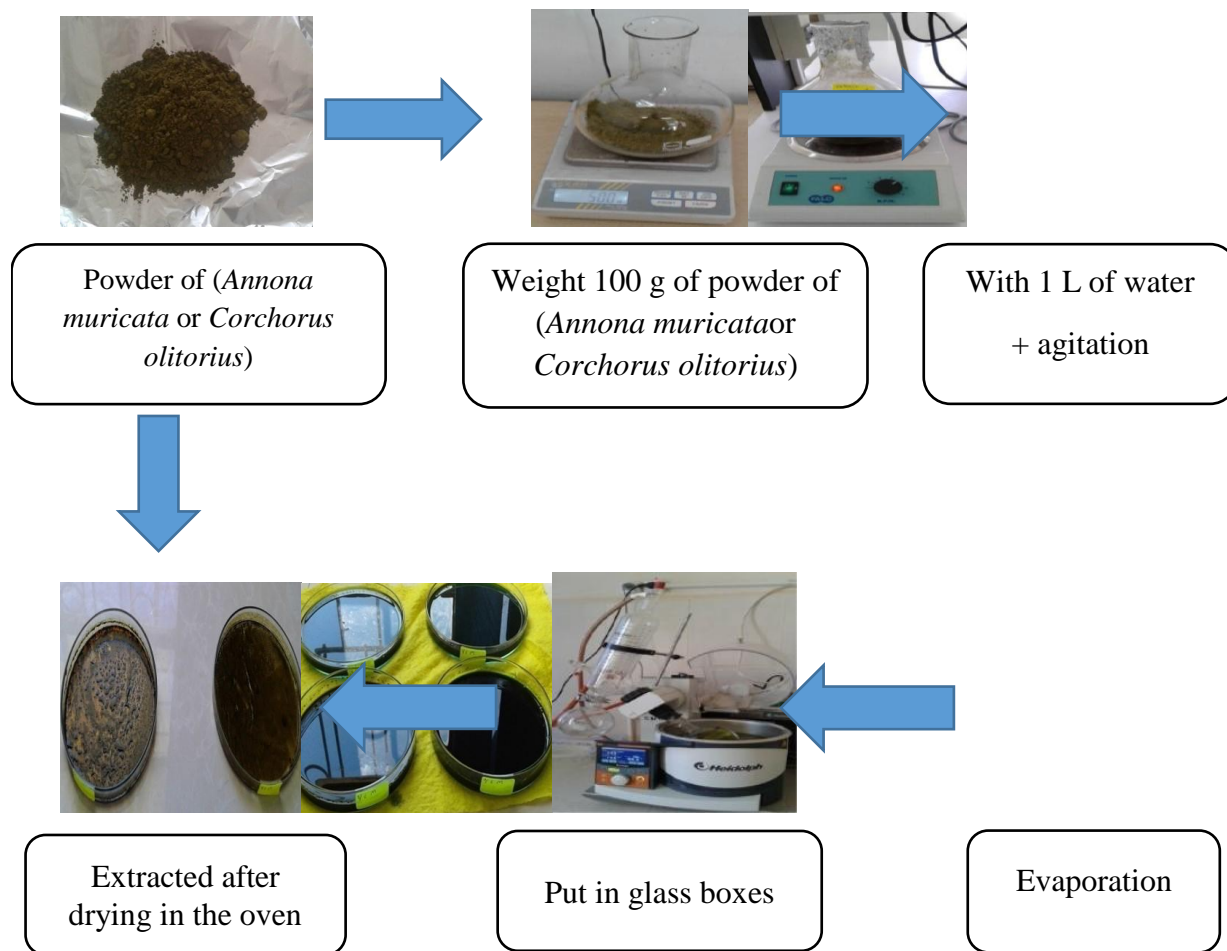 Powder of (Annona
muricata or Corchorus
olitorius)
Weight 100 g of powder of
(Annona muricataor
Corchorus olitorius)
With 1 L of water
+ agitation
Heidolph
Extracted after
drying in the oven
Put in glass boxes
Evaporation